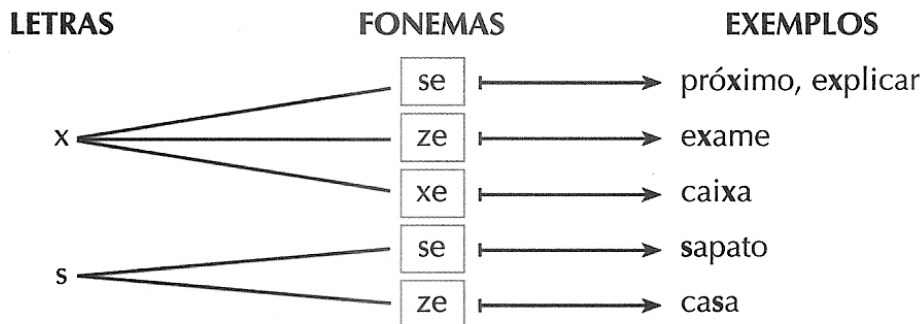 LETRAS FONEMAS EXEMPLOS
se próximo, explicar
x ze exame
xe caixa
se sapato
s
ze casa